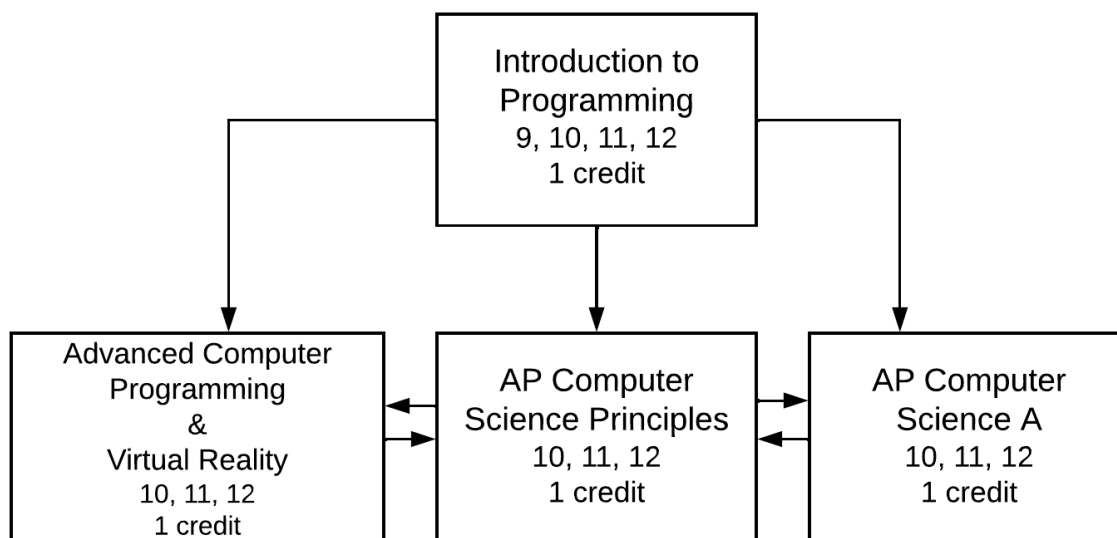 Introduction to
Programming
9, 10, 11, 12
1 credit
Advanced Computer
Programming
&
Virtual Reality
10, 11, 12
1 credit
AP Computer
Science Principles
10, 11, 12
1 credit
AP Computer
Science A
10, 11, 12
1 credit